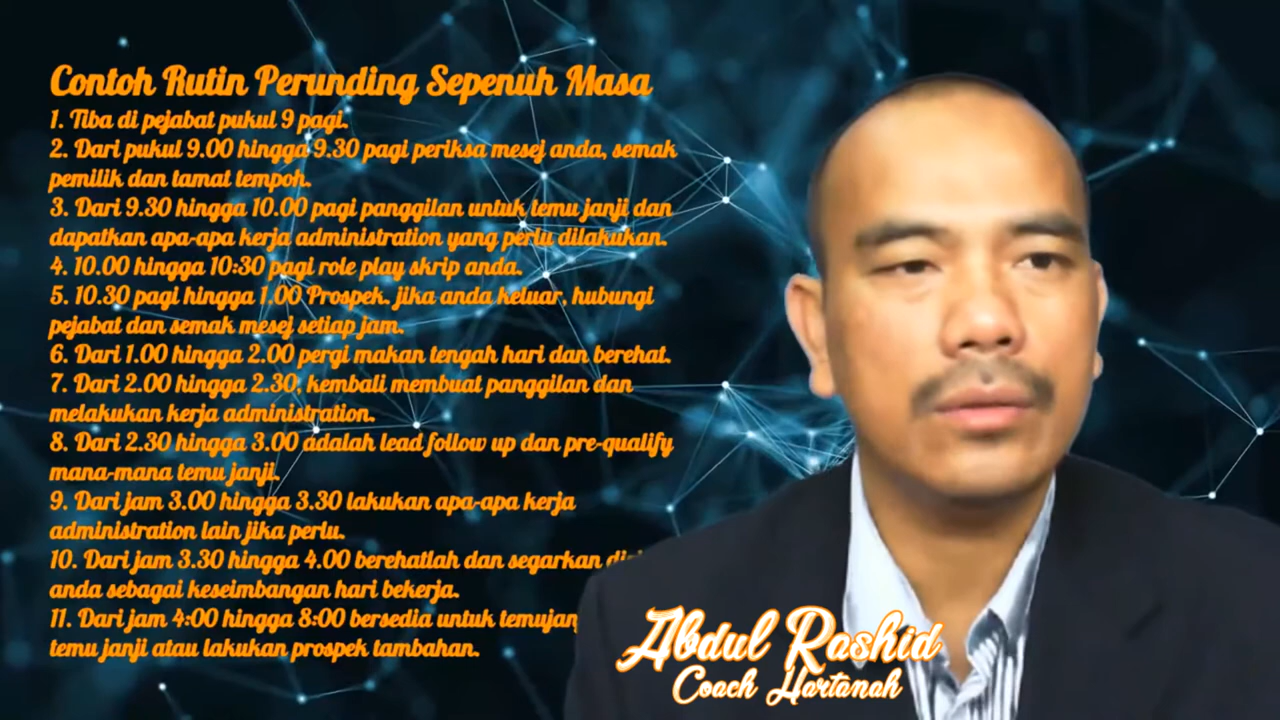 Contoh Rutin Perunding Sepenuh Masa
1. Tiba di pejabat pukul 9 pagi.
2. Dari pukul 9.00 hingga 9.30 pagi periksa mesej anda, semak
pemilik dan tamat tempoh.
3. Dari 9.30 hingga 10.00 pagi panggilan untuk temu janji dan
dapatkan apa-apa kerja administration yang perlu dilakukan.
4. 10.00 hingga 10:30 pagi role play skrip anda.
5. 10.30 pagi hingga 1.00 Prospek. jika anda keluar, hubungi
pejabat dan semak mesej setiap jam.
6. Dari 1.00 hingga 2.00 pergi makan tengah hari dan berehat.
7. Dari 2.00 hingga 2.30, kembali membuat panggilan dan
melakukan kerja administration.
8. Dari 2.30 hingga 3.00 adalah lead follow up dan pre-qualify
mana-mana temu janji.
9. Dari jam 3.00 hingga 3.30 lakukan apa-apa kerja
administration lain jika perlu.
10. Dari jam 3.30 hingga 4.00 berehatlah dan segarkan
anda sebagai keseimbangan hari bekerja.
11. Dari jam 4:00 hingga 8:00 bersedia untuk temujan
temu janji atau lakukan prospek tambahan.
Abdul Rashid
Coach Hartanah